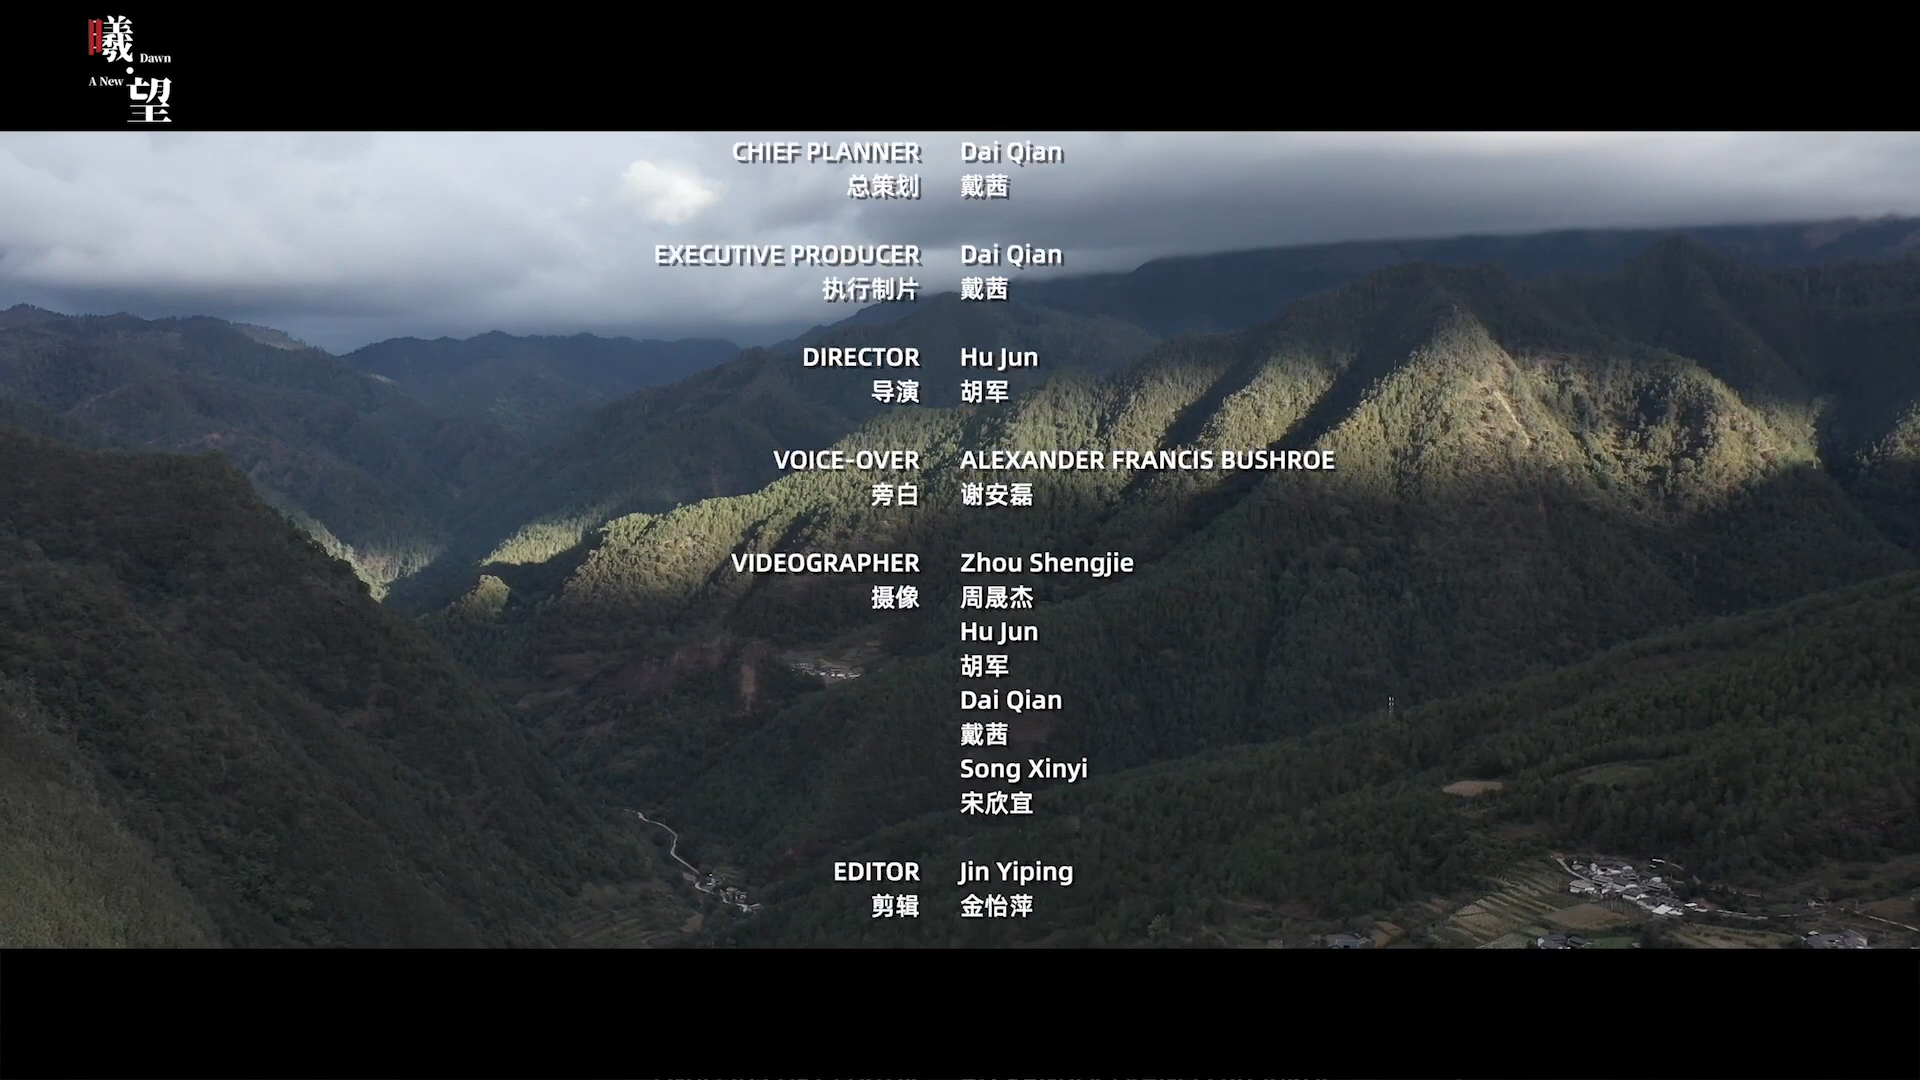 曦·望
Dawn
A New
CHIEF PLANNER Dai Qian
总策划 戴茜
EXECUTIVE PRODUCER Dai Qian
执行制片 戴茜
DIRECTOR Hu Jun
导演 胡军
VOICE-OVER ALEXANDER FRANCIS BUSHROE
旁白 谢安磊
VIDEOGRAPHER Zhou Shengjie
摄像 周晟杰
Hu Jun
胡军
Dai Qian
戴茜
Song Xinyi
宋欣宜
EDITOR Jin Yiping
剪辑 金怡萍